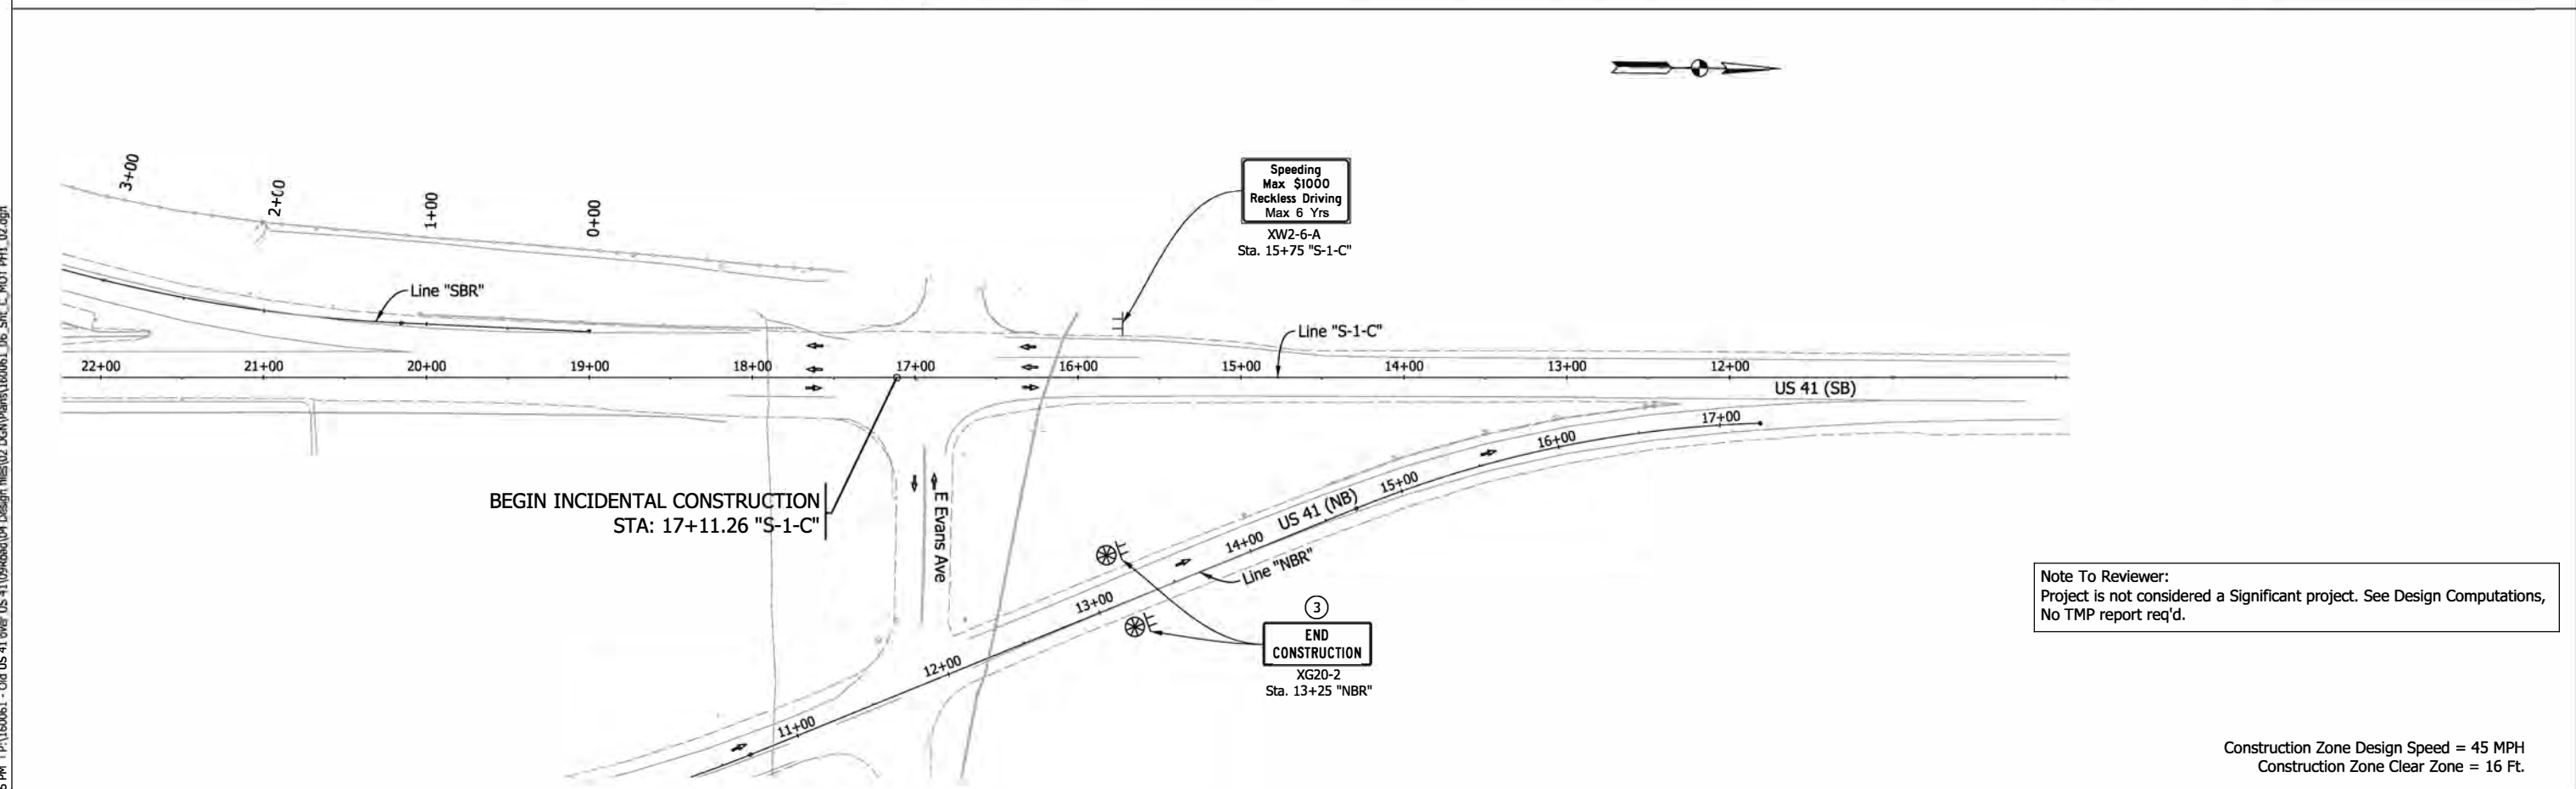 3+00
2+00
1+00
0+00
Speeding
Max $1000
Reckless Driving
Max 6 Yrs
XW2-6-A
Sta. 15+75 "S-1-C"
Line "SBR"
Line "S-1-C"
22+00
21+00
20+00
19+00
18+00
17+00
16+00
15+00
14+00
13+00
12+00
US 41 (SB)
BEGIN INCIDENTAL CONSTRUCTION
STA: 17+11.26 "S-1-C"
E Evans Ave
11+00
12+00
13+00
14+00
15+00
16+00
17+00
US 41 (NB)
Line "NBR"
3
END
CONSTRUCTION
XG20-2
Sta. 13+25 "NBR"
Note To Reviewer:
Project is not considered a Significant project. See Design Computations,
No TMP report req'd.
Construction Zone Design Speed = 45 MPH
Construction Zone Clear Zone = 16 Ft.